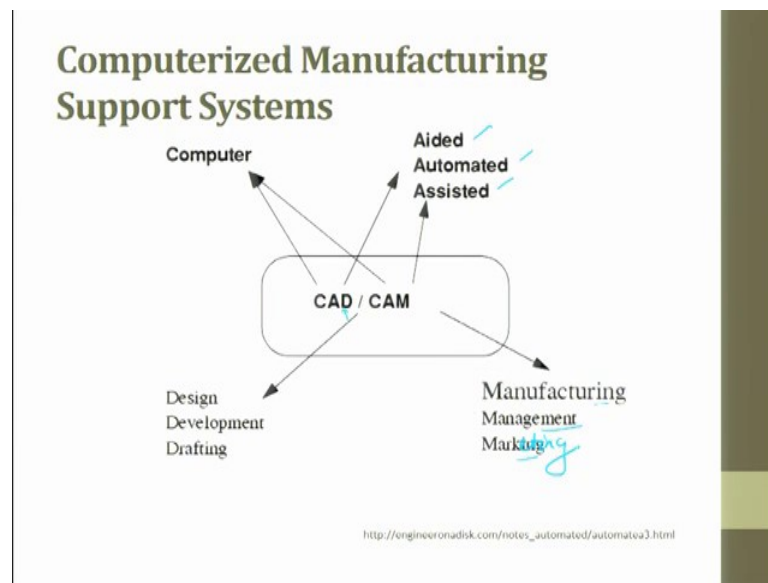 Computerized Manufacturing
Support Systems
Computer
Aided
Automated
Assisted
CAD / CAM
Design
Development
Drafting
Manufacturing
Management
http://engineeronadisk.com/notes_automated/automatea3.html